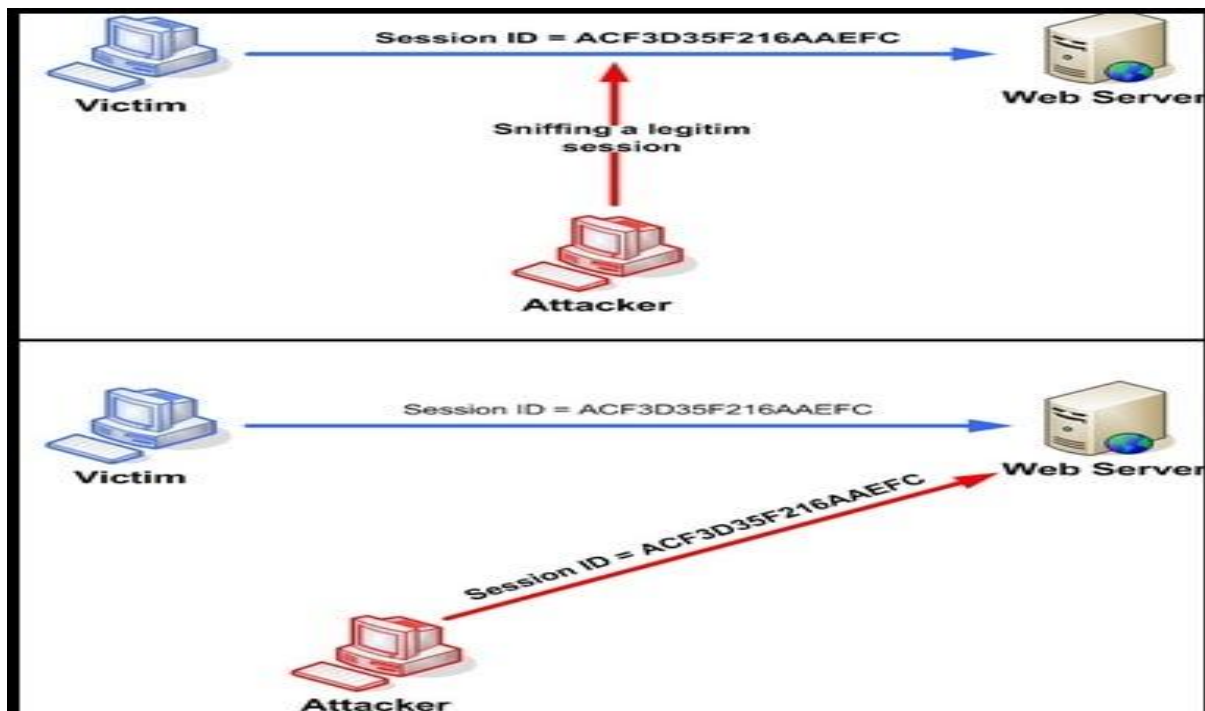 Session ID = ACF3D35F216AAEFC
Victim
Web Server
Sniffing a legitim
session
Attacker
Session ID = ACF3D35F216AAEFC
Victim
Web Server
Session ID = ACF3D35F216AAEFC
Attacker